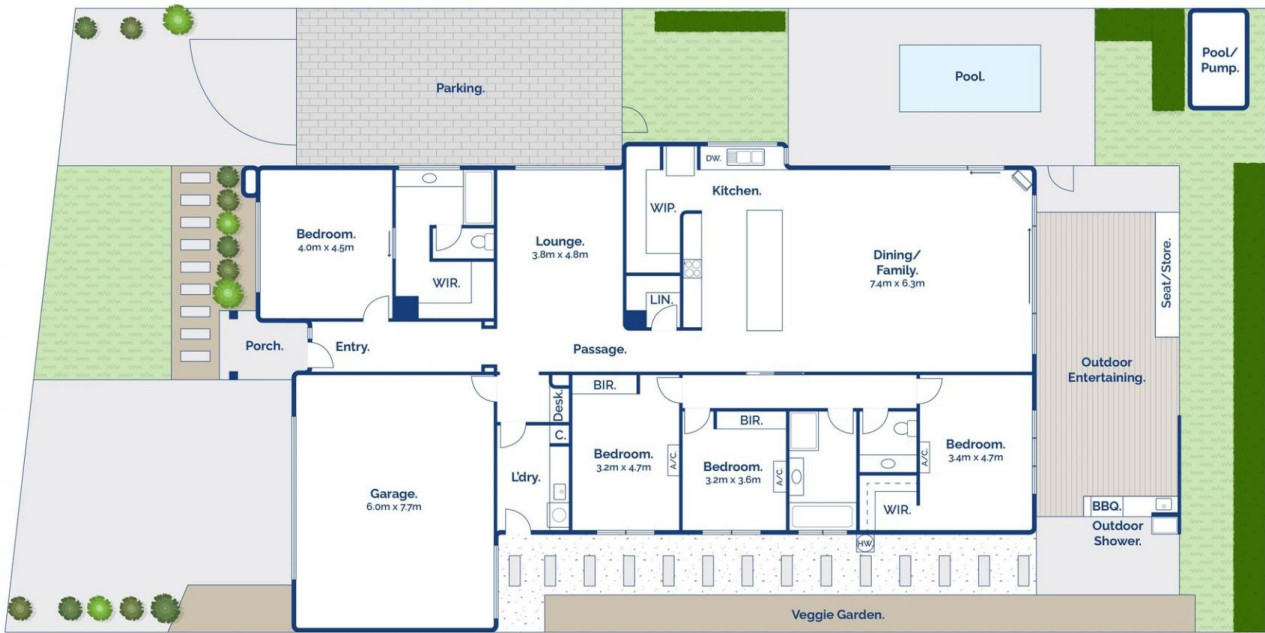 Parking.
Pool.
Pool/
Pump.
Bedroom.
4.0m x 4.5m
WIR.
Lounge.
3.8m x 4.8m
WIP.
LIN.
DW.
Kitchen.
Dining/
Family.
7.4m x 6.3m
Seat/Store.
Outdoor
Entertaining.
Porch.
Entry.
Passage.
Garage.
6.0m x 7.7m
Desk.
C.
L'dry.
BIR.
Bedroom.
3.2m x 4.7m
A/C.
BIR.
Bedroom.
3.2m x 3.6m
A/C.
WIR.
HW.
A/C.
Bedroom.
3.4m x 4.7m
BBQ.
Outdoor
Shower.
Veggie Garden.